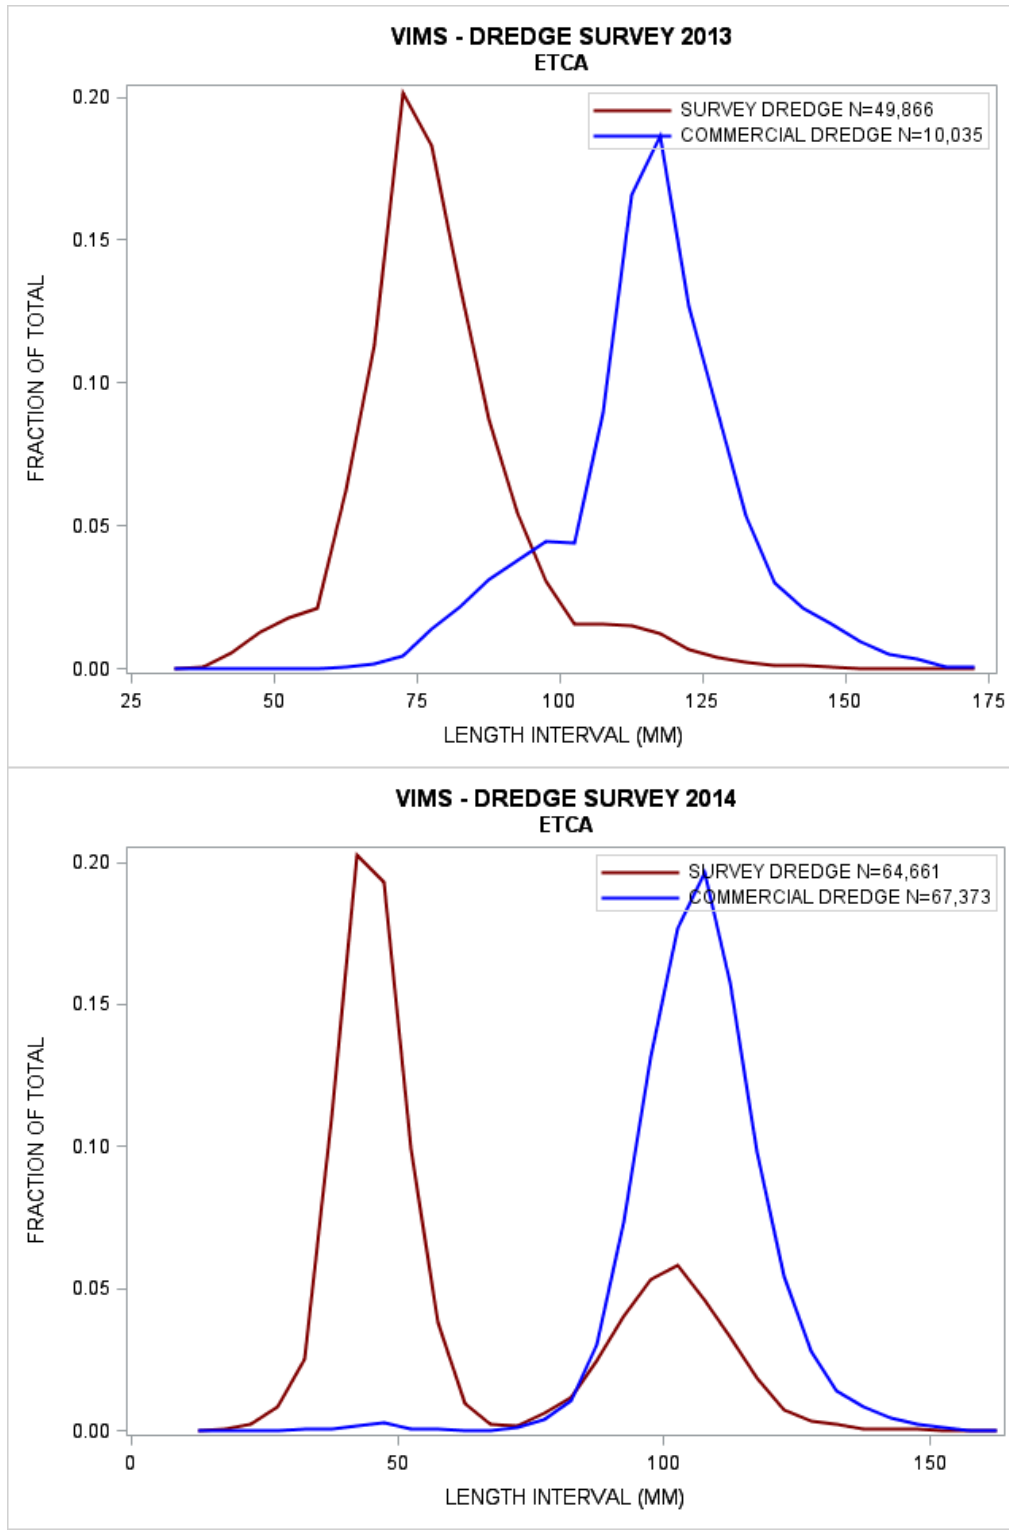 VIMS - DREDGE SURVEY 2013
ETCA
SURVEY DREDGE N=49,866
COMMERCIAL DREDGE N=10,035
0.20
0.15
0.10
0.05
0.00
FRACTION OF TOTAL
25 50 75 100 125 150 175
LENGTH INTERVAL (MM)
VIMS - DREDGE SURVEY 2014
ETCA
SURVEY DREDGE N=64,661
COMMERCIAL DREDGE N=67,373
0.20
0.15
0.10
0.05
0.00
FRACTION OF TOTAL
0 50 100 150
LENGTH INTERVAL (MM)